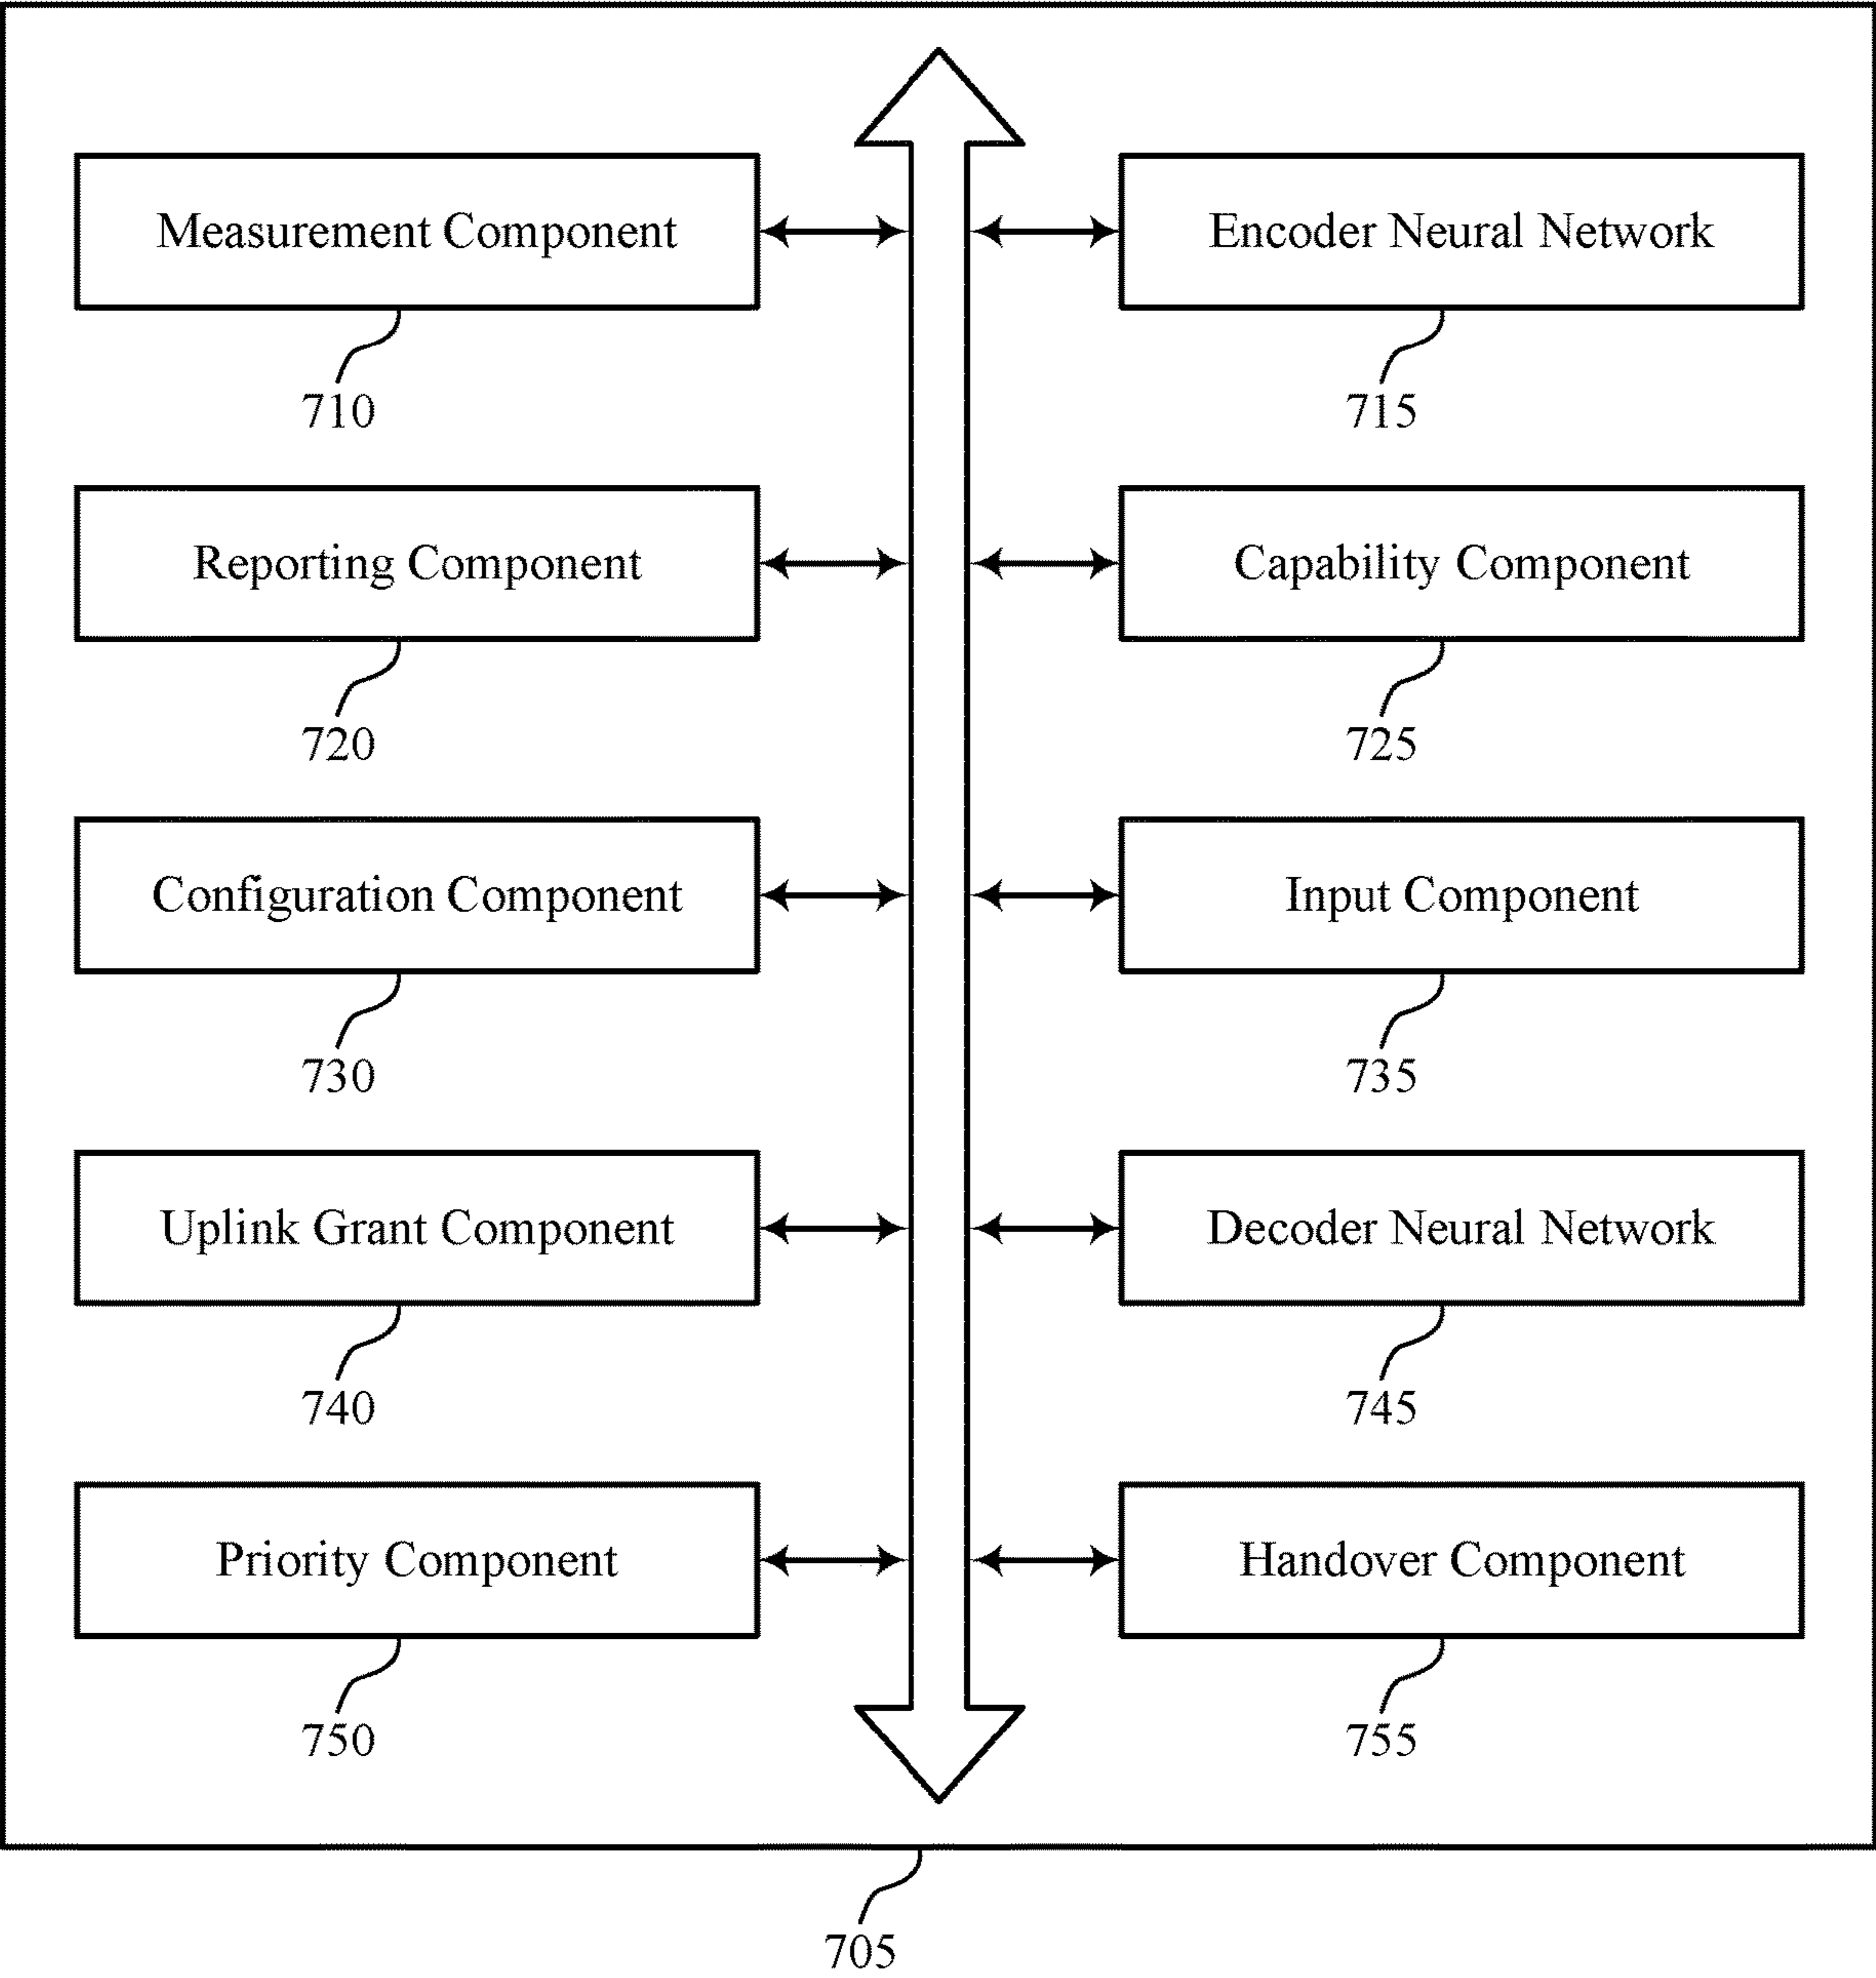 Measurement Component
Encoder Neural Network
710
715
Reporting Component
Capability Component
720
725
Configuration Component
Input Component
730
735
Uplink Grant Component
Decoder Neural Network
740
745
Priority Component
Handover Component
750
755
705